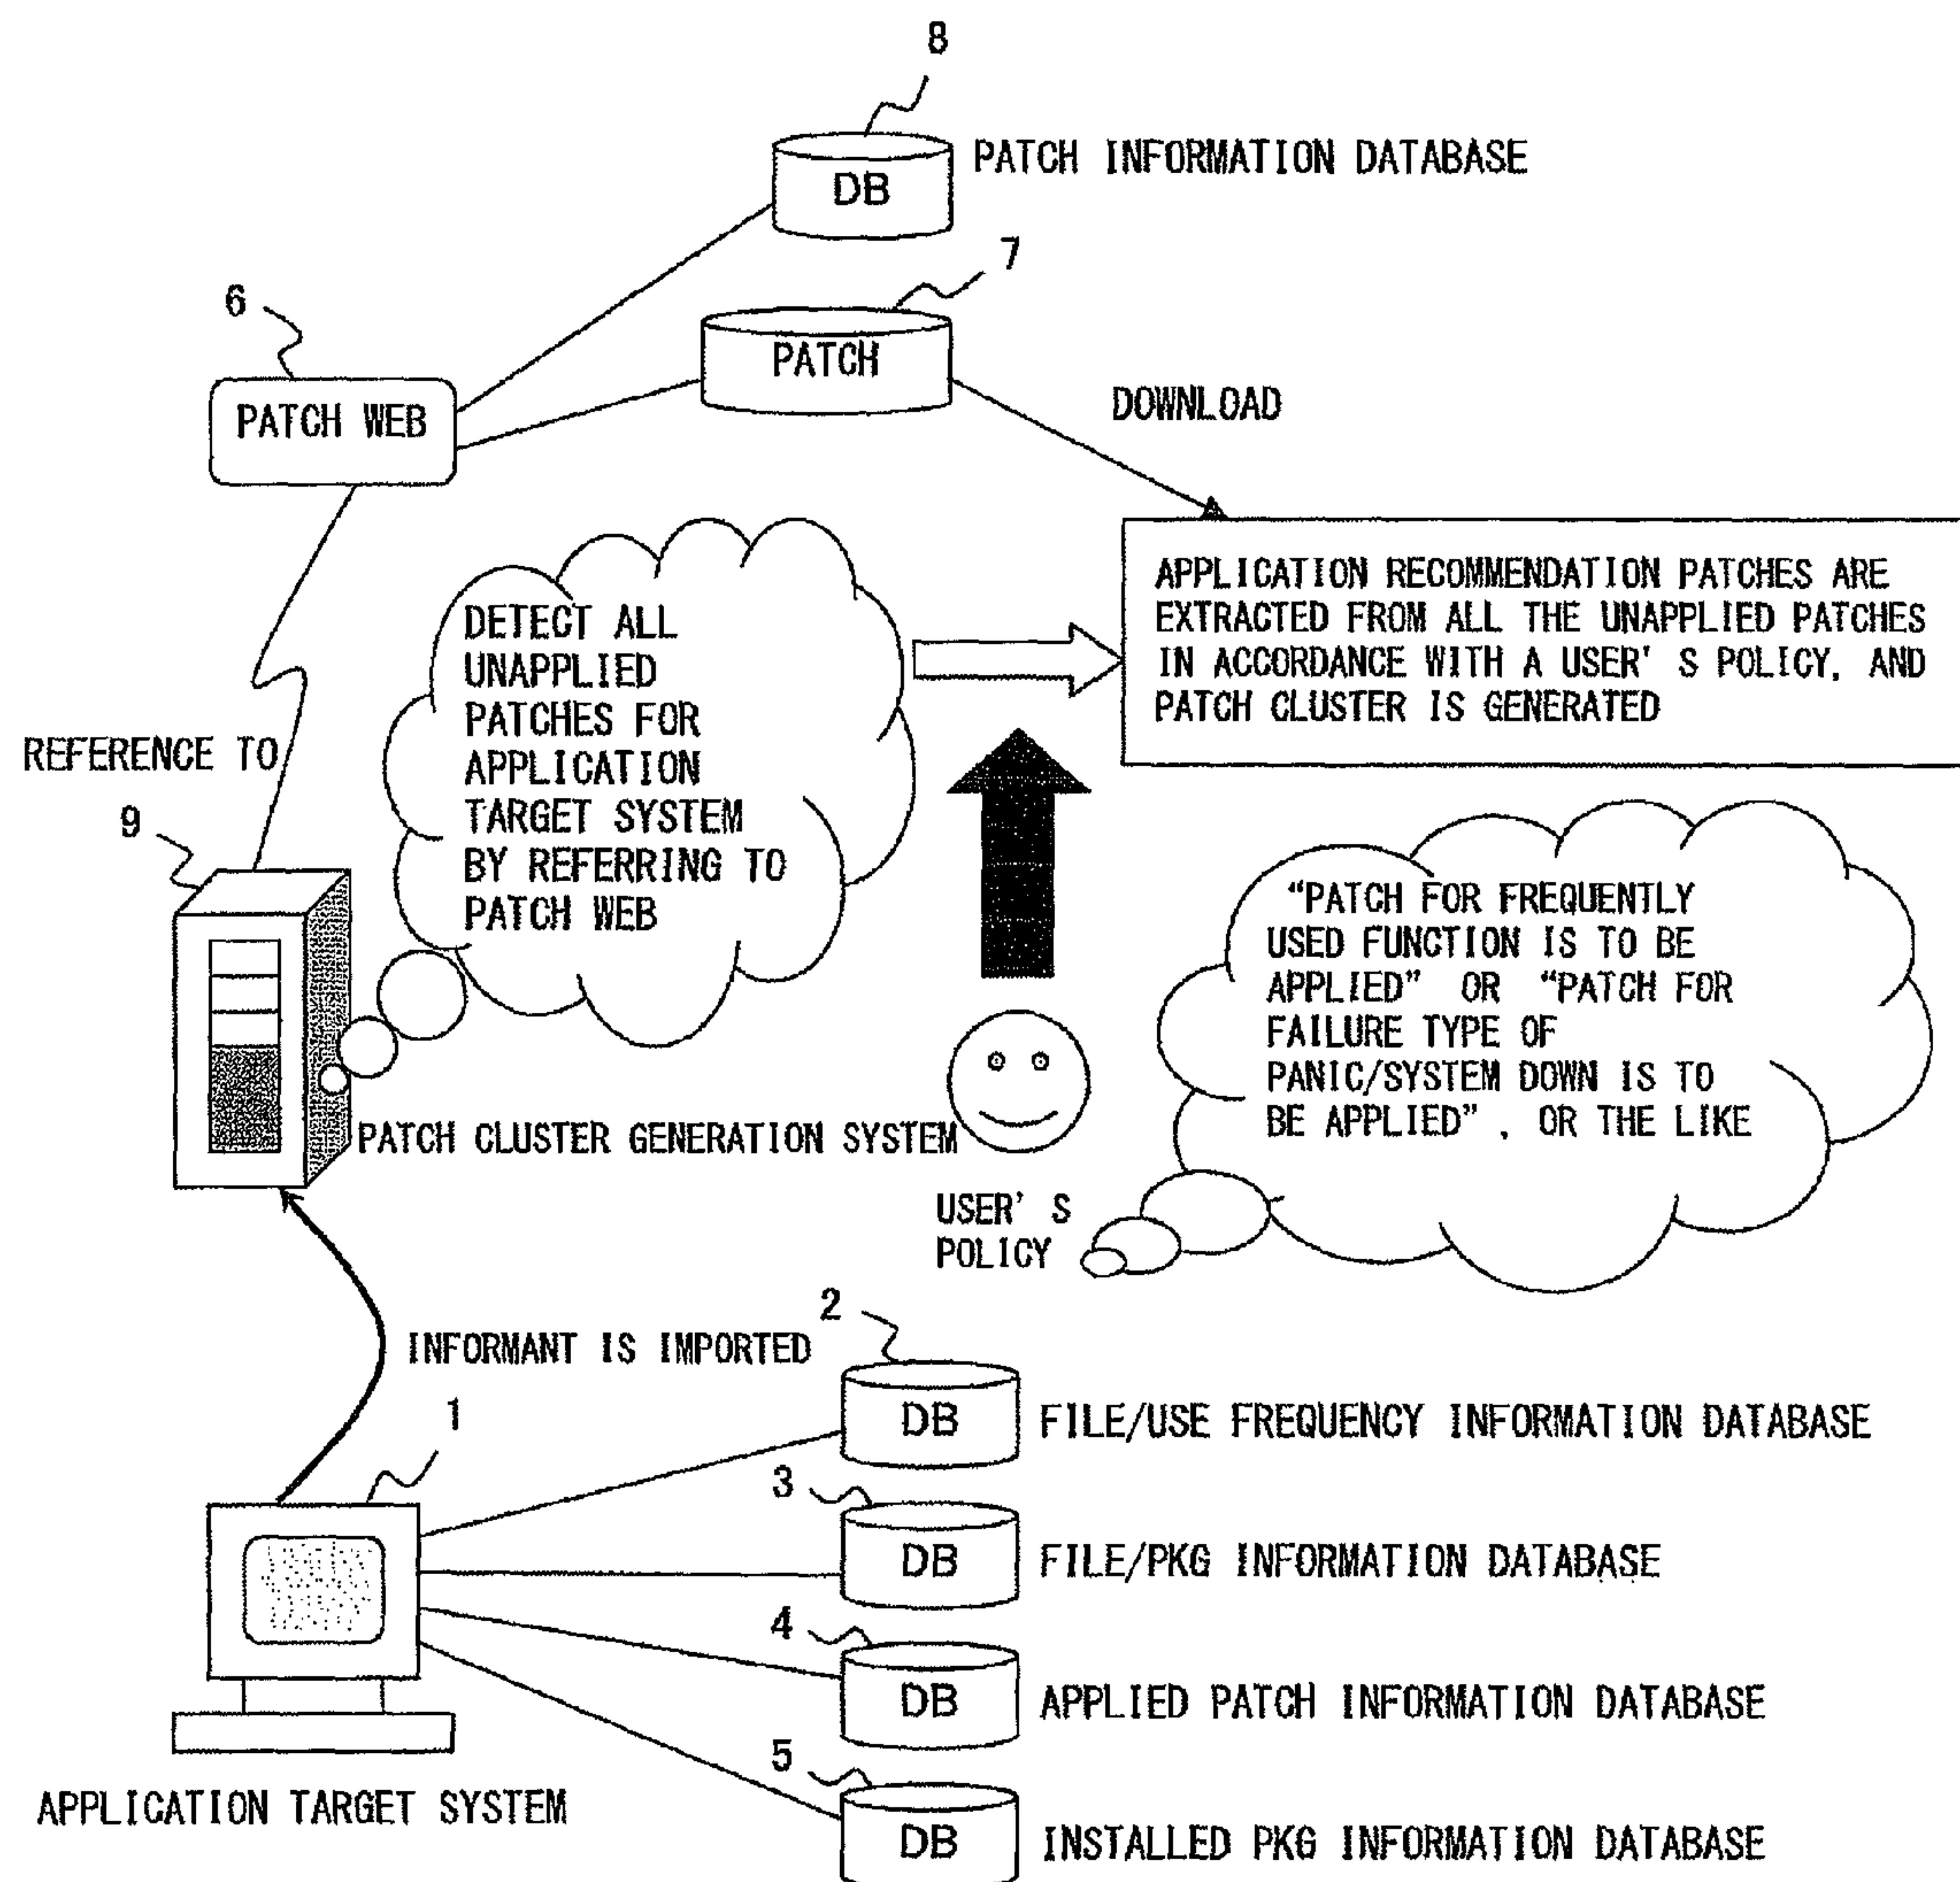 8
DB
PATCH INFORMATION DATABASE
7
PATCH
6
PATCH WEB
DOWNLOAD
APPLICATION RECOMMENDATION PATCHES ARE
EXTRACTED FROM ALL THE UNAPPLIED PATCHES
IN ACCORDANCE WITH A USER'S POLICY, AND
PATCH CLUSTER IS GENERATED
DETECT ALL
UNAPPLIED
PATCHES FOR
APPLICATION
TARGET SYSTEM
BY REFERRING TO
PATCH WEB
REFERENCE TO
9
PATCH CLUSTER GENERATION SYSTEM
"PATCH FOR FREQUENTLY
USED FUNCTION IS TO BE
APPLIED" OR "PATCH FOR
FAILURE TYPE OF
PANIC/SYSTEM DOWN IS TO
BE APPLIED", OR THE LIKE
USER'S
POLICY
INFORMANT IS IMPORTED
1
2
DB
FILE/USE FREQUENCY INFORMATION DATABASE
3
DB
FILE/PKG INFORMATION DATABASE
4
DB
APPLIED PATCH INFORMATION DATABASE
5
DB
INSTALLED PKG INFORMATION DATABASE
APPLICATION TARGET SYSTEM